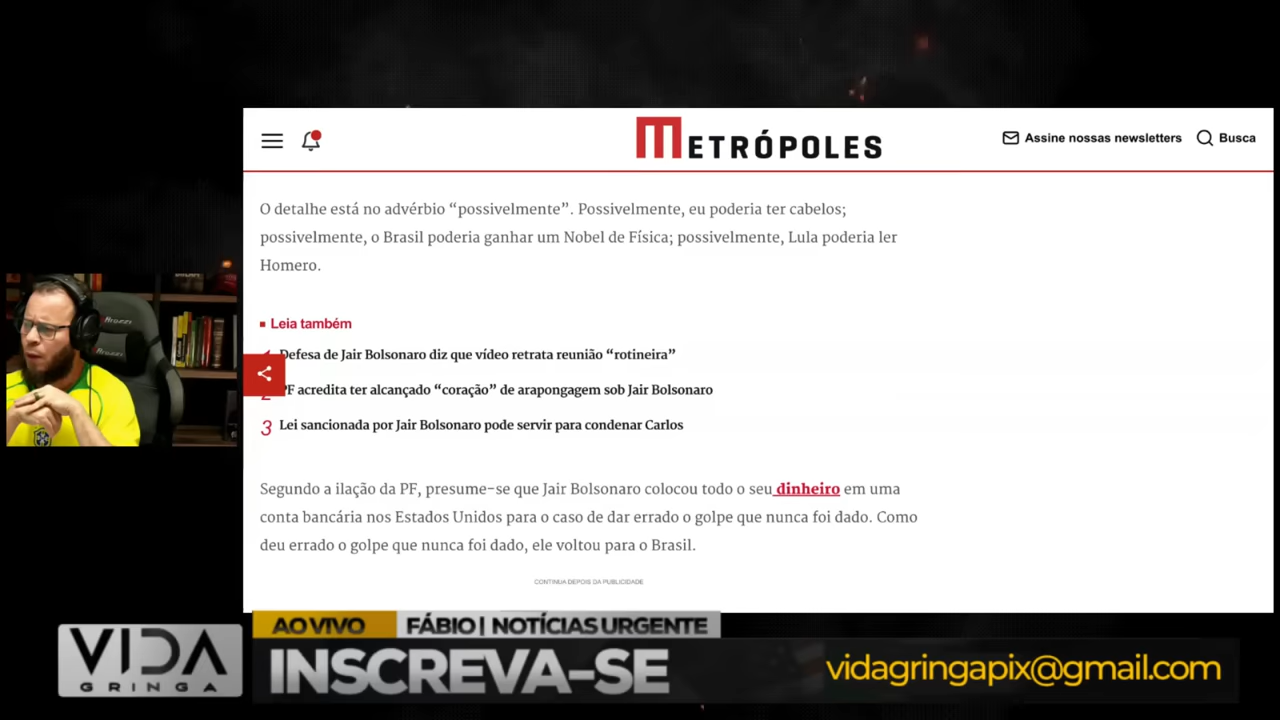 METRÓPOLES
Assine nossas newsletters
Busca
O detalhe está no advérbio “possivelmente”. Possivelmente, eu poderia ter cabelos;
possivelmente, o Brasil poderia ganhar um Nobel de Física; possivelmente, Lula poderia ler
Homero.
Leia também
Defesa de Jair Bolsonaro diz que vídeo retrata reunião “rotineira”
PF acredita ter alcançado “coração” de arapongagem sob Jair Bolsonaro
3 Lei sancionada por Jair Bolsonaro pode servir para condenar Carlos
Segundo a ilação da PF, presume-se que Jair Bolsonaro colocou todo o seu dinheiro em uma
conta bancária nos Estados Unidos para o caso de dar errado o golpe que nunca foi dado. Como
deu errado o golpe que nunca foi dado, ele voltou para o Brasil.
CONTINUA DEPOIS DA PUBLICIDADE
AO VIVO
FÁBIO | NOTÍCIAS URGENTE
VIDA
GRINGA
INSCREVA-SE
vidagringapix@gmail.com